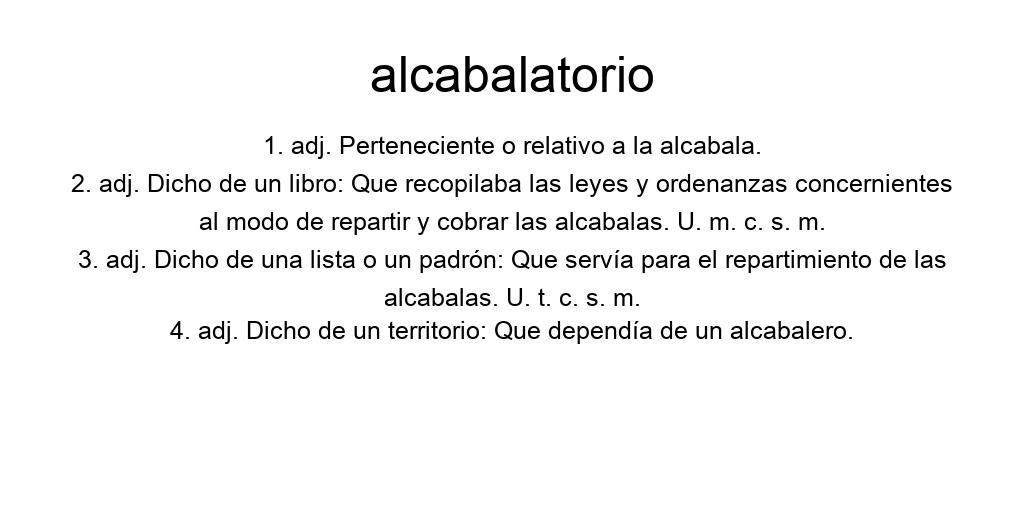 alcabalatorio
1. adj. Perteneciente o relativo a la alcabala.
2. adj. Dicho de un libro: Que recopilaba las leyes y ordenanzas concernientes
al modo de repartir y cobrar las alcabalas. U. m. c. s. m.
3. adj. Dicho de una lista o un padrón: Que servía para el repartimiento de las
alcabalas. U. t. c. s. m.
4. adj. Dicho de un territorio: Que dependía de un alcabalero.